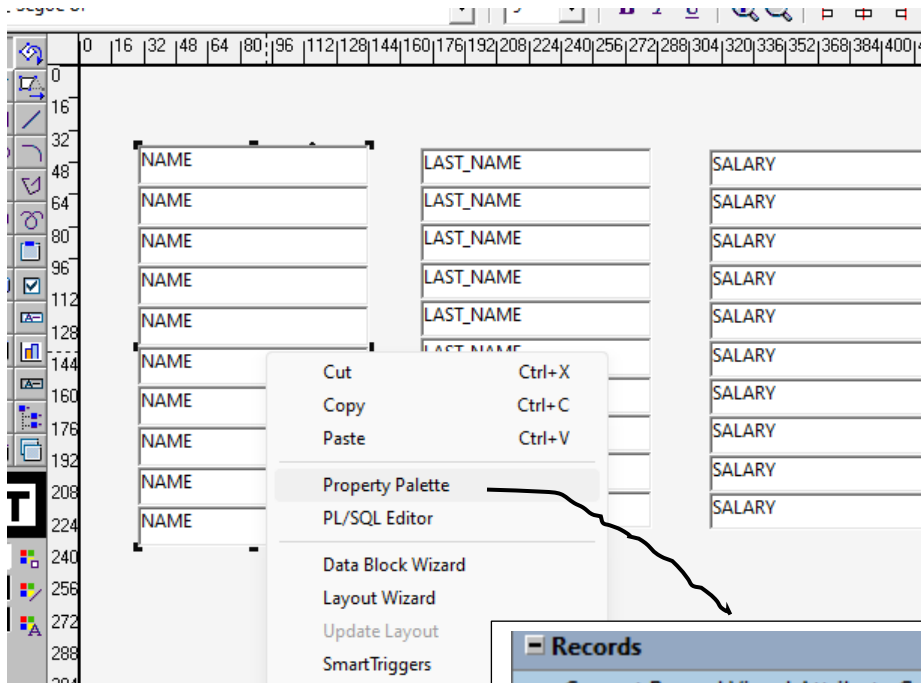 B I U
0 16 32 48 64 80 96 112 128 144 160 176 192 208 224 240 256 272 288 304 320 336 352 368 384 400
0
16
32
48
64
80
96
112
128
144
160
176
192
208
224
240
256
272
288
NAME LAST_NAME SALARY
NAME LAST_NAME SALARY
NAME LAST_NAME SALARY
NAME LAST_NAME SALARY
NAME LAST_NAME SALARY
NAME LAST_NAME SALARY
NAME SALARY
NAME SALARY
NAME SALARY
NAME SALARY
Cut Ctrl+X
Copy Ctrl+C
Paste Ctrl+V
Property Palette
PL/SQL Editor
Data Block Wizard
Layout Wizard
Update Layout
SmartTriggers
Records